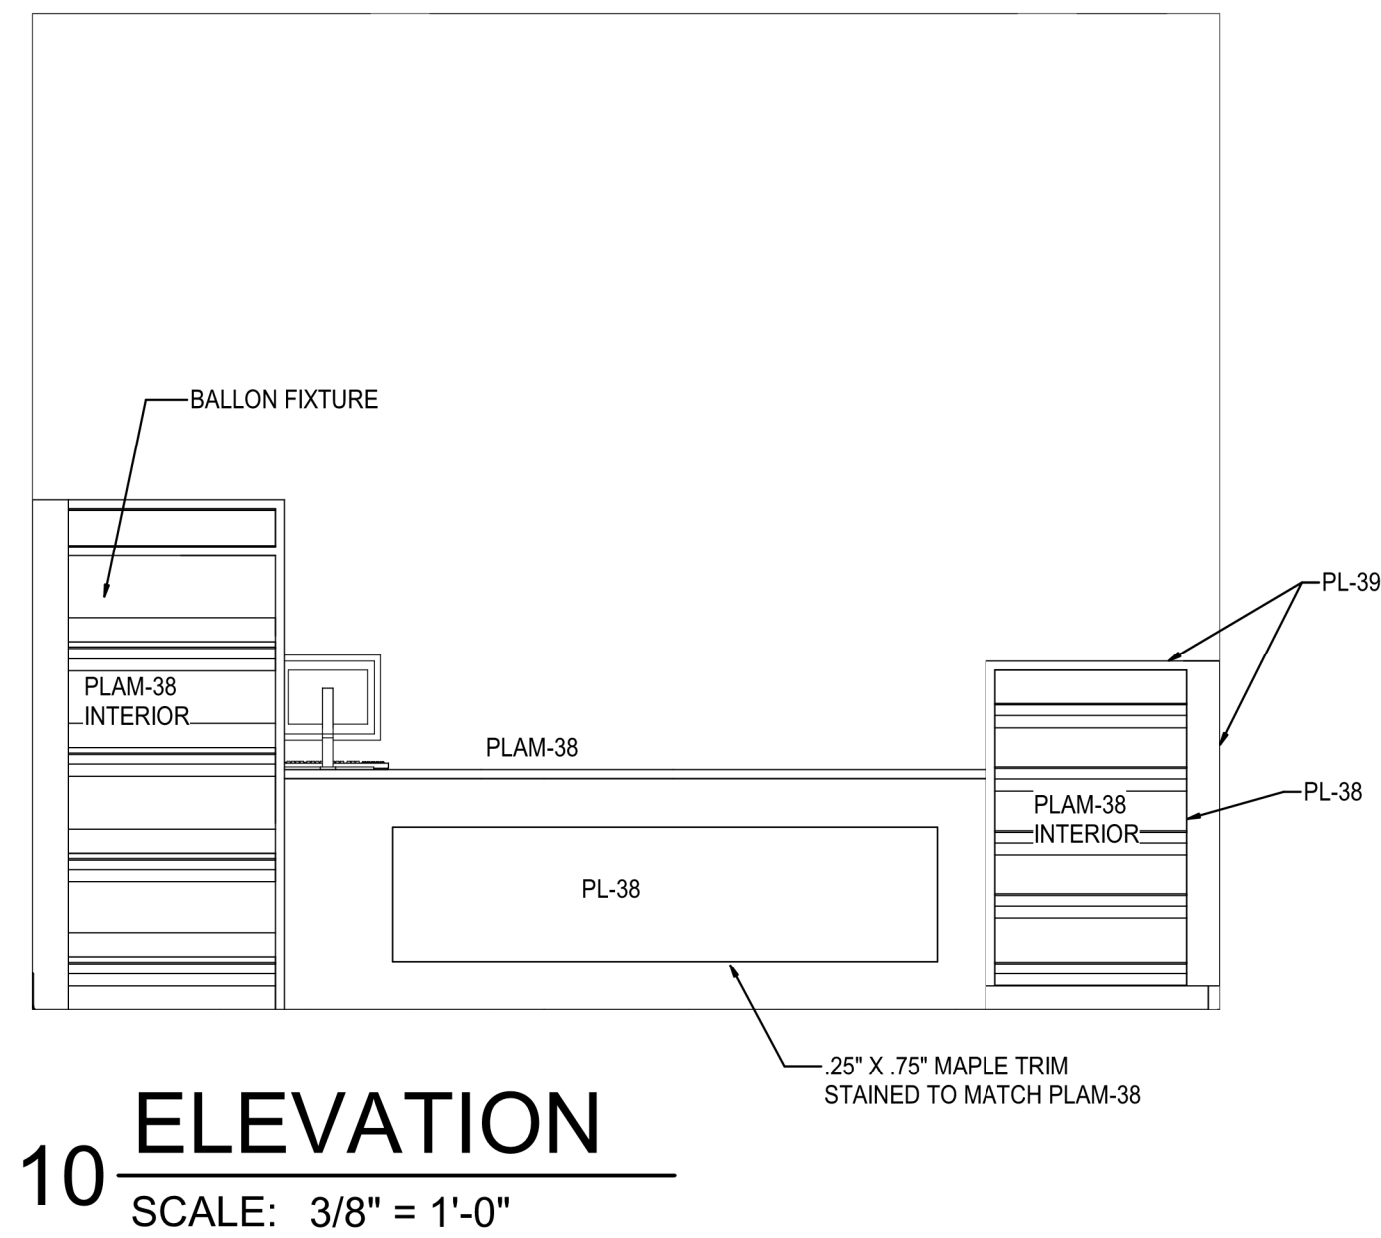 BALLON FIXTURE
PL-39
PLAM-38
INTERIOR
PLAM-38
PL-38
PLAM-38
INTERIOR
PL-38
.25" X .75" MAPLE TRIM
STAINED TO MATCH PLAM-38
ELEVATION
10
SCALE: 3/8" = 1'-0"